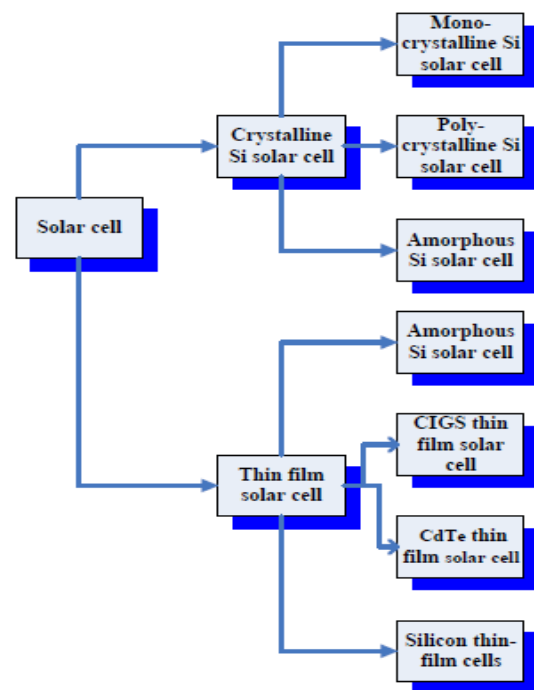 Mono-
crystalline Si
solar cell
Crystalline
Si solar cell
Poly-
crystalline Si
solar cell
Solar cell
Amorphous
Si solar cell
Amorphous
Si solar cell
CIGS thin
film solar
cell
Thin film
solar cell
CdTe thin
film solar cell
Silicon thin-
film cells